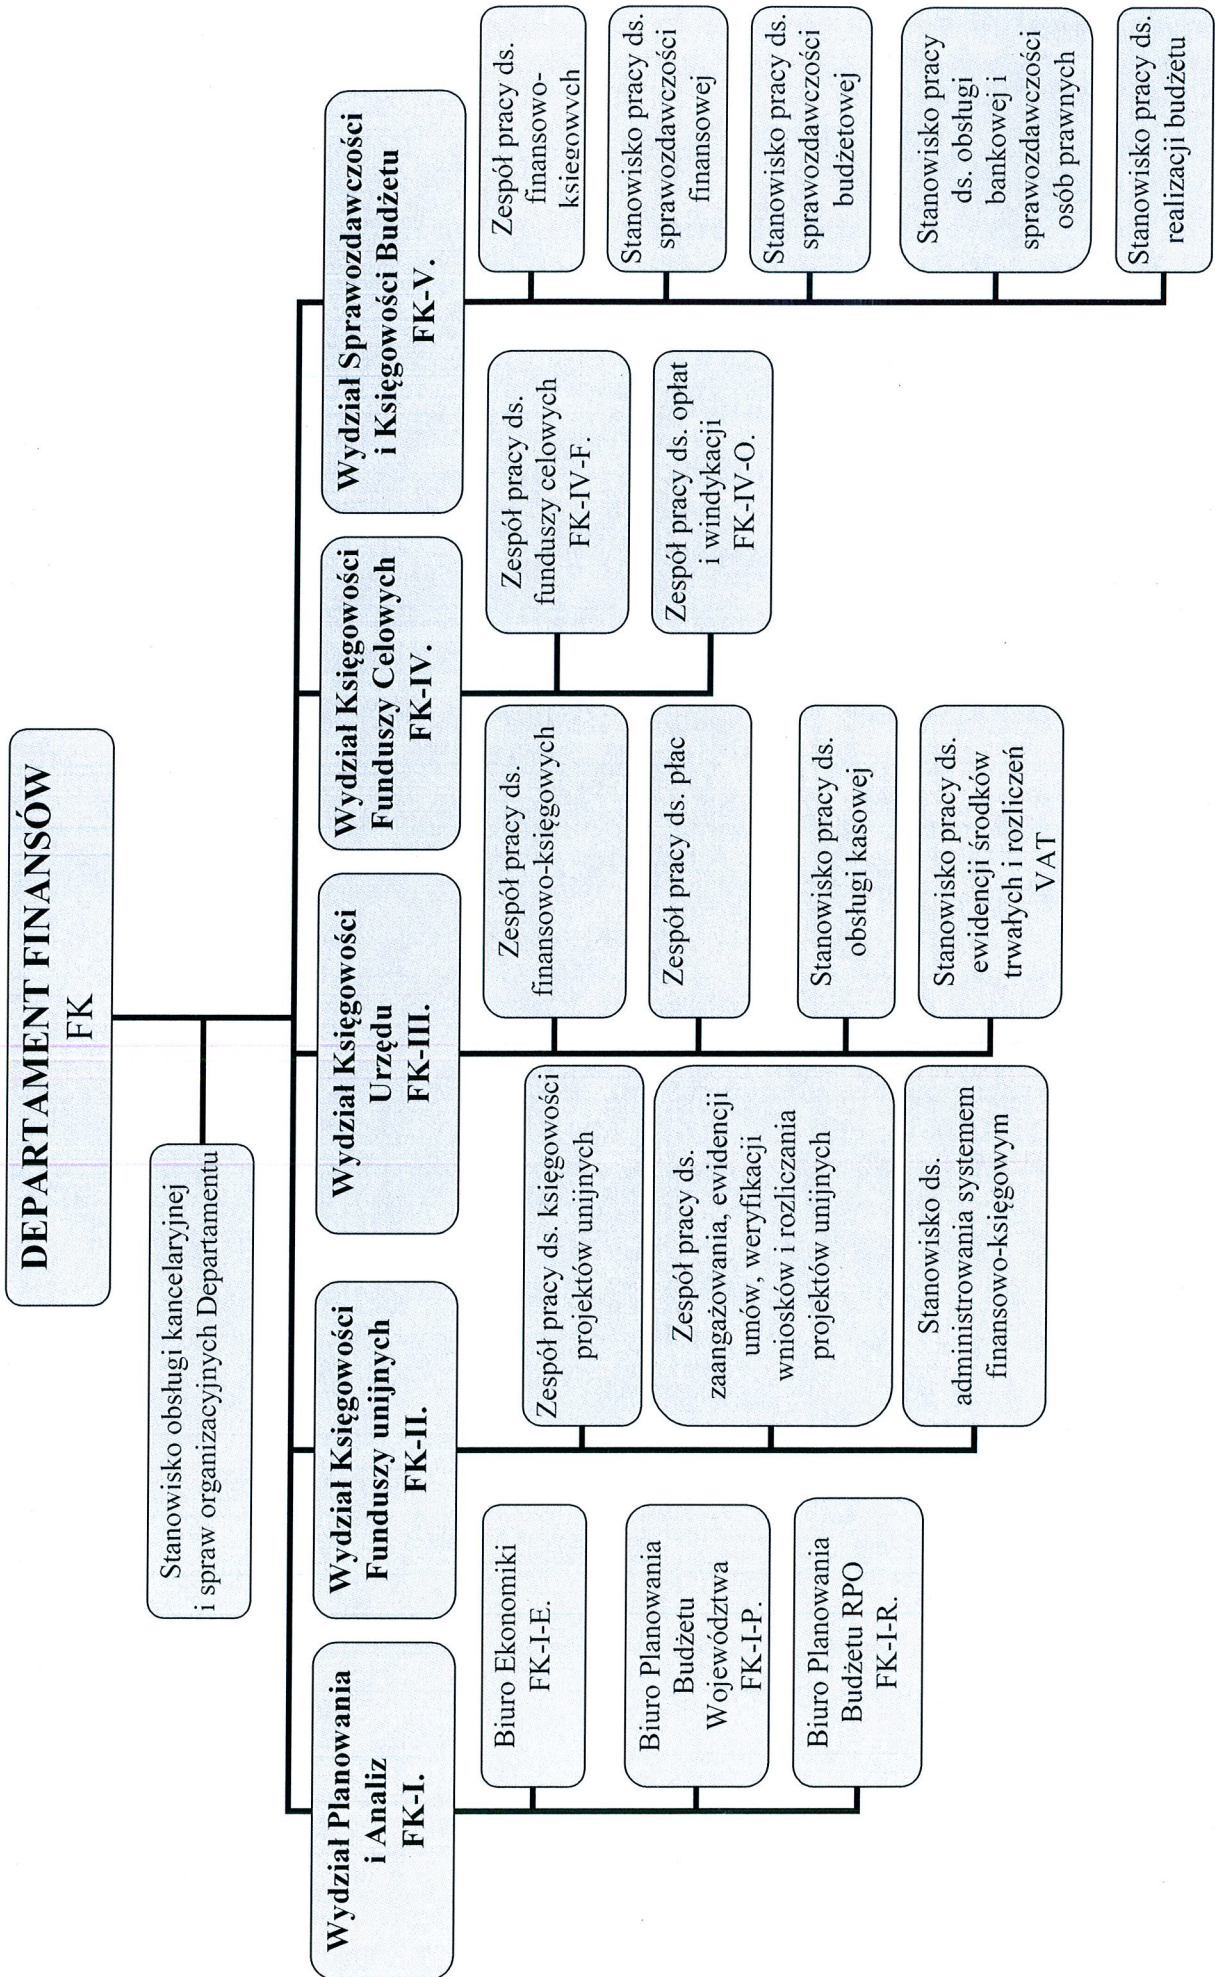 DEPARTAMENT FINANSÓW
FK
Stanowisko obsługi kancelaryjnej
i spraw organizacyjnych Departamentu
Wydział Planowania
i Analiz
FK-I.
Biuro Ekonomiki
FK-I-E.
Biuro Planowania
Budżetu
Województwa
FK-I-P.
Biuro Planowania
Budżetu RPO
FK-I-R.
Wydział Księgowości
Funduszy unijnych
FK-II.
Zespół pracy ds. księgowości
projektów unijnych
Zespół pracy ds.
zaangażowania, ewidencji
umów, weryfikacji
wniosków i rozliczania
projektów unijnych
Stanowisko ds.
administrowania systemem
finansowo-księgowym
Wydział Księgowości
Urzędu
FK-III.
Zespół pracy ds.
finansowo-księgowych
Zespół pracy ds. płac
Stanowisko pracy ds.
obsługi kasowej
Stanowisko pracy ds.
ewidencji środków
trwałych i rozliczeń
VAT
Wydział Księgowości
Funduszy Celowych
FK-IV.
Zespół pracy ds.
funduszy celowych
FK-IV-F.
Zespół pracy ds. opłat
i windykacji
FK-IV-O.
Wydział Sprawozdawczości
i Księgowości Budżetu
FK-V.
Zespół pracy ds.
finansowo-
księgowych
Stanowisko pracy ds.
sprawozdawczości
finansowej
Stanowisko pracy ds.
sprawozdawczości
budżetowej
Stanowisko pracy
ds. obsługi
bankowej i
sprawozdawczości
osób prawnych
Stanowisko pracy ds.
realizacji budżetu